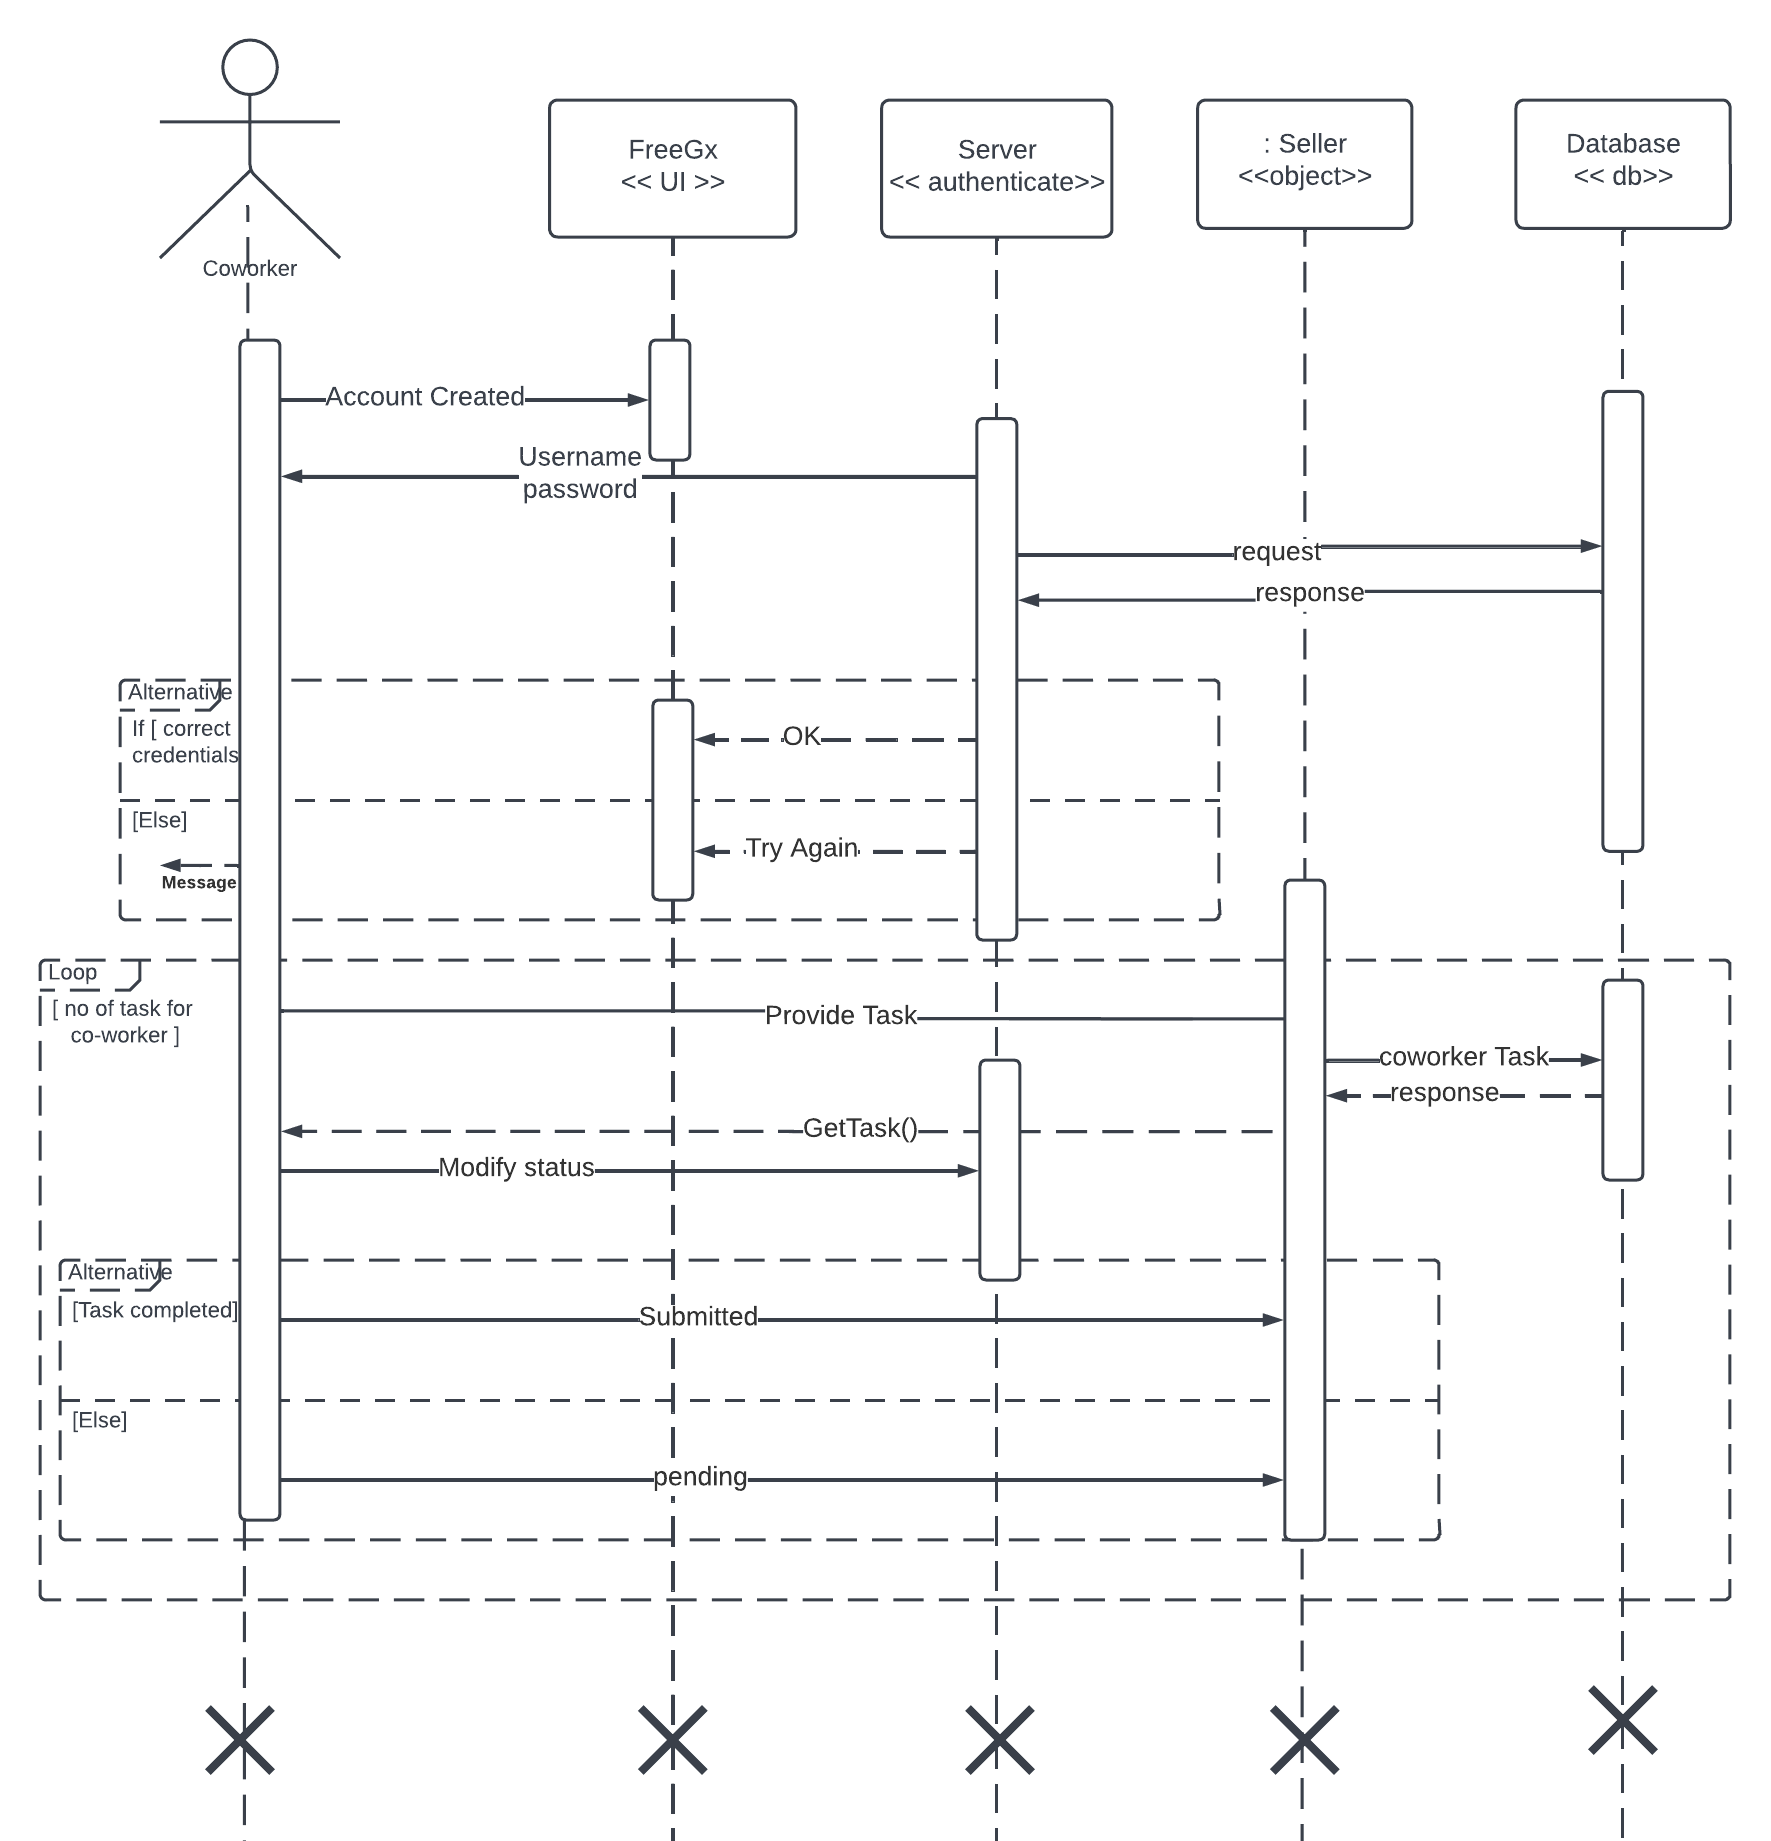 Coworker
FreeGx
<< UI >>
Server
<< authenticate>>
: Seller
<<object>>
Database
<< db>>
Account Created
Username
password
request
response
Alternative
If [ correct
credentials
OK
[Else]
Try Again
Message
Loop
[ no of task for
co-worker ]
Provide Task
coworker Task
response
GetTask()
Modify status
Alternative
[Task completed]
Submitted
[Else]
pending